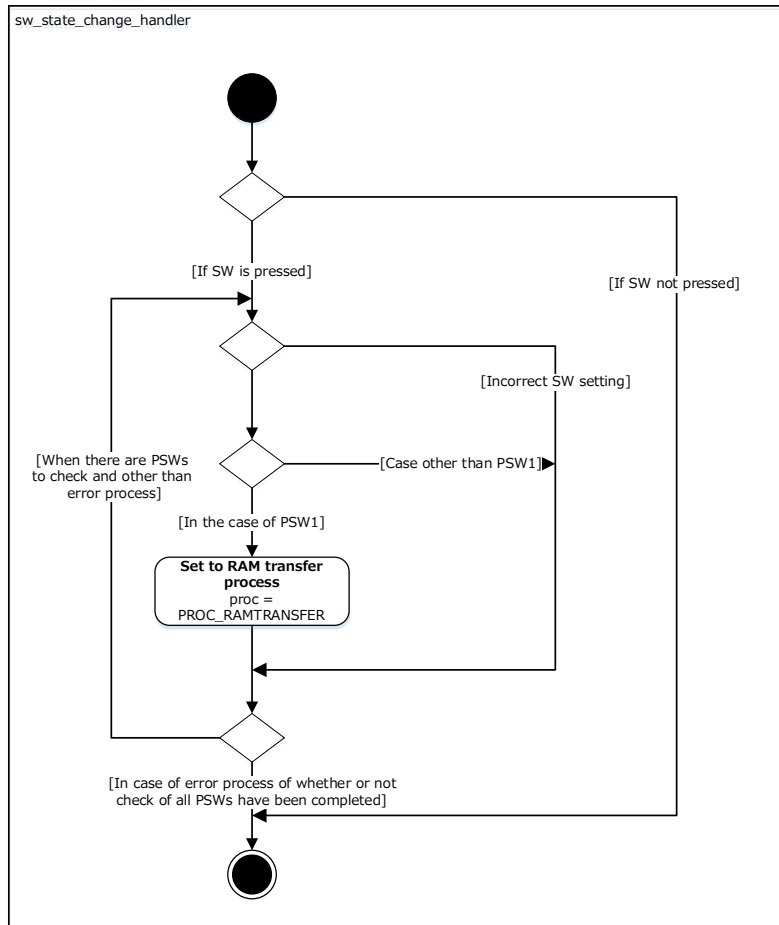 sw_state_change_handler
[If SW is pressed]
[If SW not pressed]
[Incorrect SW setting]
[When there are PSWs
to check and other than
error process]
[Case other than PSW1]
[In the case of PSW1]
Set to RAM transfer
process
proc =
PROC_RAMTRANSFER
[In case of error process of whether or not
check of all PSWs have been completed]